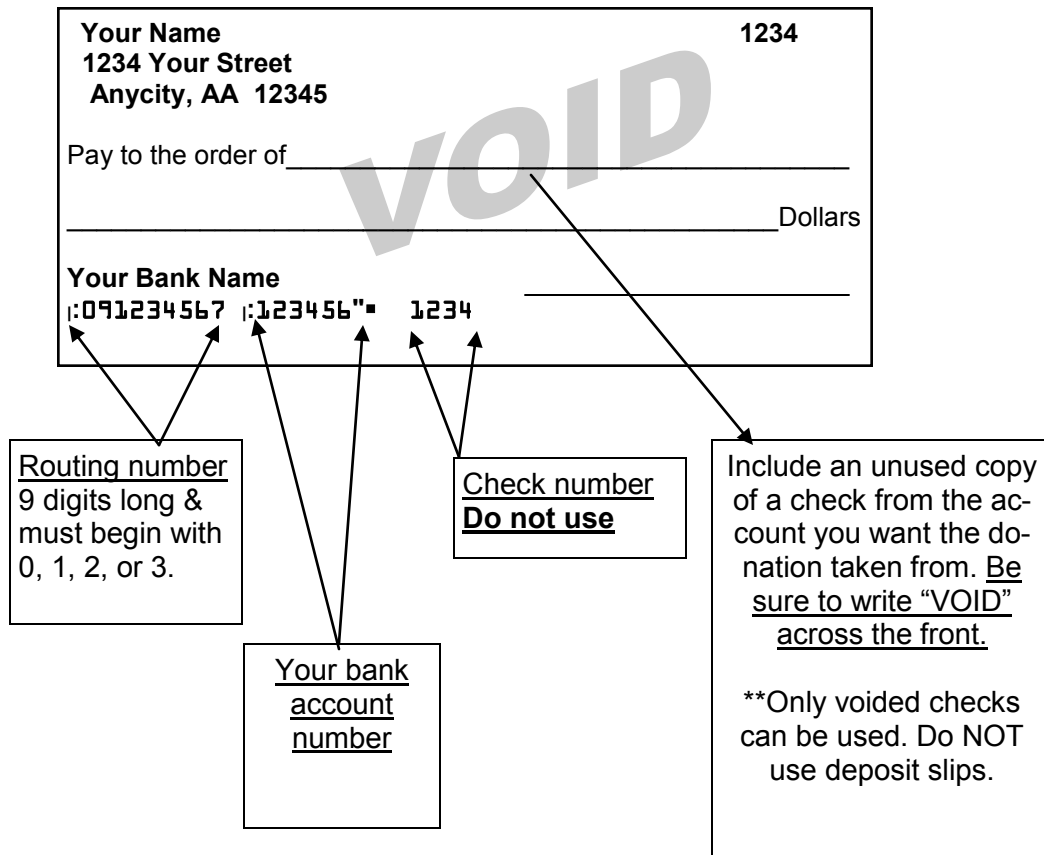 Your Name 1234
1234 Your Street
Anycity, AA 12345
VOID
Pay to the order of
Dollars
Your Bank Name
|:091234567 |:123456"▪ 1234
Routing number
9 digits long &
must begin with
0, 1, 2, or 3.
Your bank
account
number
Check number
Do not use
Include an unused copy
of a check from the ac-
count you want the do-
nation taken from. Be
sure to write “VOID”
across the front.
**Only voided checks
can be used. Do NOT
use deposit slips.